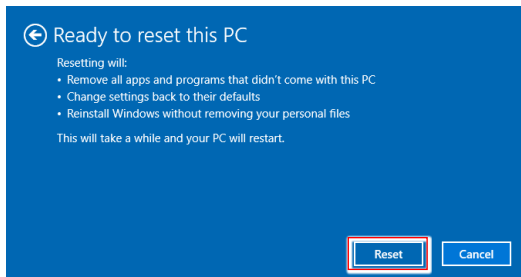 Ready to reset this PC
Resetting will:
• Remove all apps and programs that didn't come with this PC
• Change settings back to their defaults
• Reinstall Windows without removing your personal files
This will take a while and your PC will restart.
Reset
Cancel